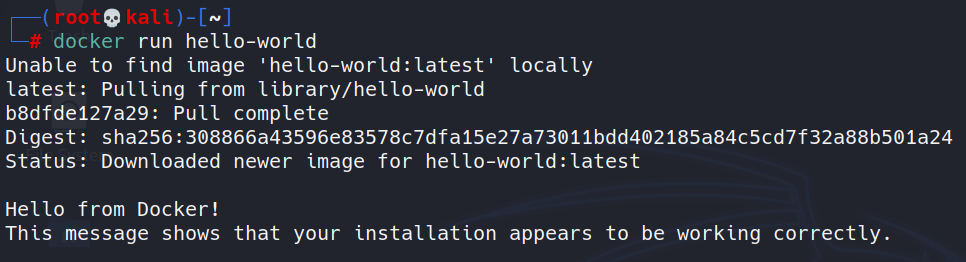 ┌──(root💀kali)-[~]
└─# docker run hello-world
Unable to find image 'hello-world:latest' locally
latest: Pulling from library/hello-world
b8dfde127a29: Pull complete
Digest: sha256:308866a43596e83578c7dfa15e27a73011bdd402185a84c5cd7f32a88b501a24
Status: Downloaded newer image for hello-world:latest

Hello from Docker!
This message shows that your installation appears to be working correctly.